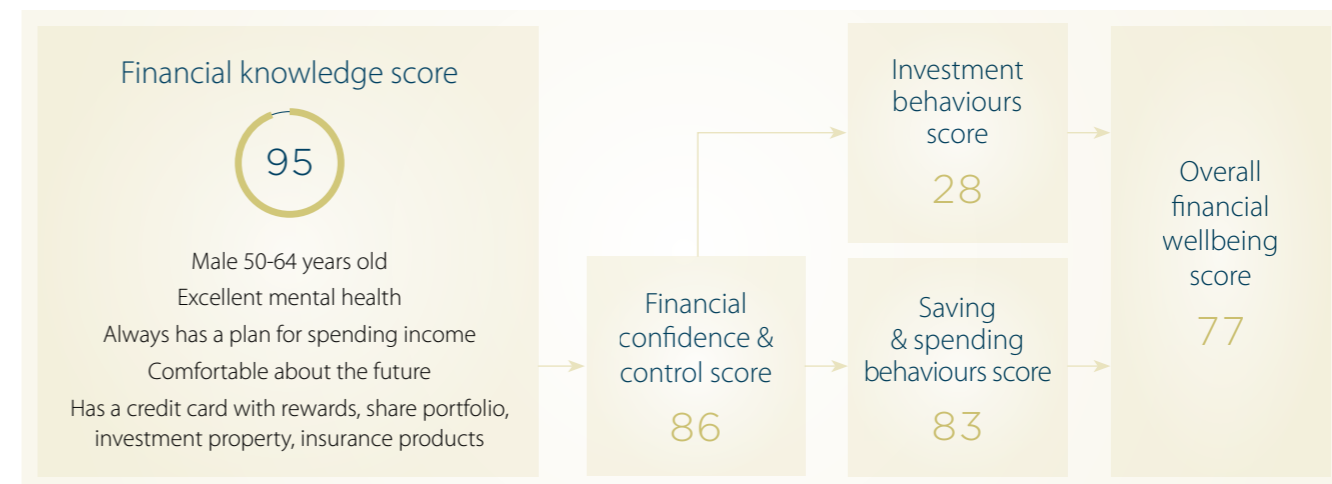 Financial knowledge score
95
Male 50-64 years old
Excellent mental health
Always has a plan for spending income
Comfortable about the future
Has a credit card with rewards, share portfolio,
investment property, insurance products
Financial
confidence &
control score
86
Investment
behaviours
score
28
Saving
& spending
behaviours score
83
Overall
financial
wellbeing
score
77